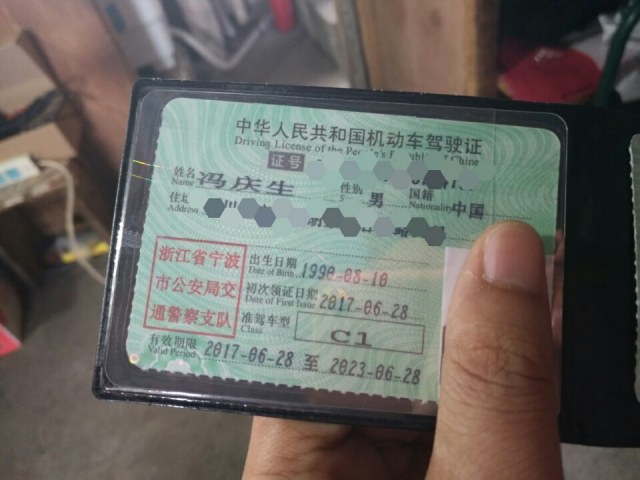 中华人民共和国机动车驾驶证
Driving License of the People's Republic of China
证号
姓名 冯庆生 性别 男 国籍 中国
Name Nationality
住址
Address
浙江省宁波
市公安局交
通警察支队
出生日期 1990-08-10
Date of Birth
初次领证日期 2017-06-28
Date of First Issue
准驾车型 C1
Class
有效期限 2017-06-28 至 2023-06-28
Valid Period